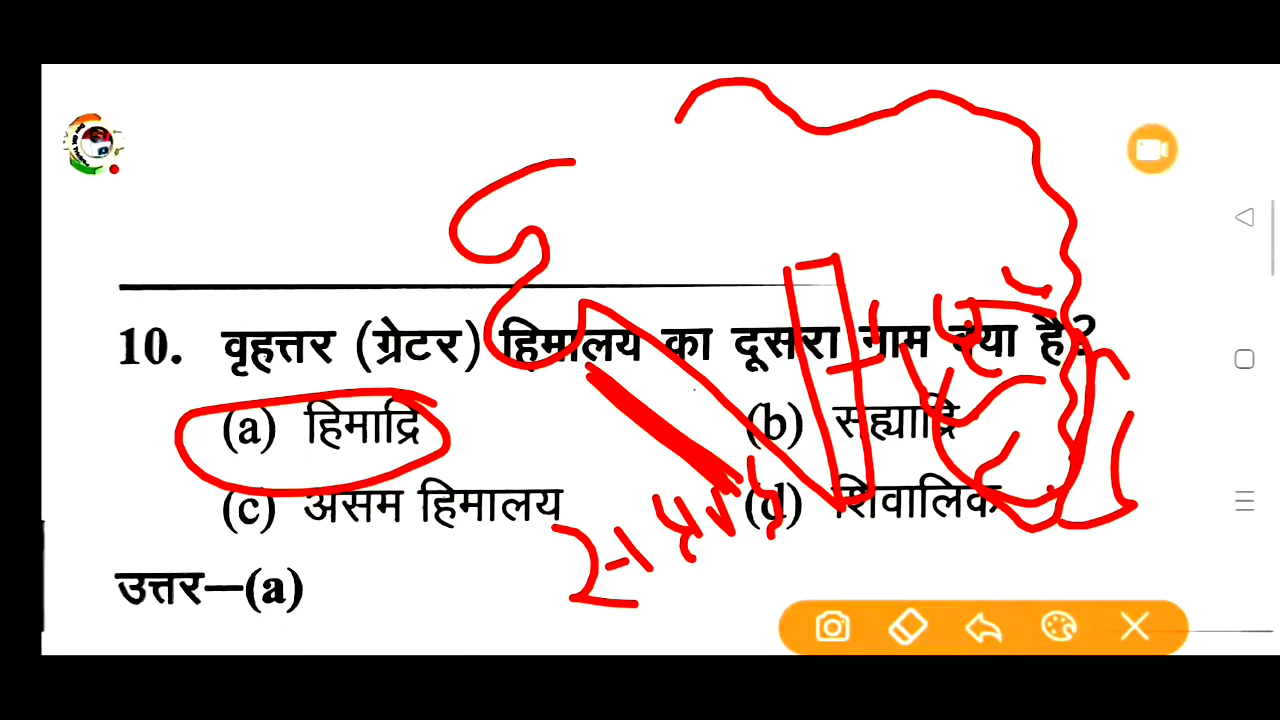 10. वृहत्तर (ग्रेटर) हिमालय का दूसरा नाम क्या है?
(a) हिमाद्रि (b) सह्याद्रि
(c) असम हिमालय (d) शिवालिक
उत्तर—(a)